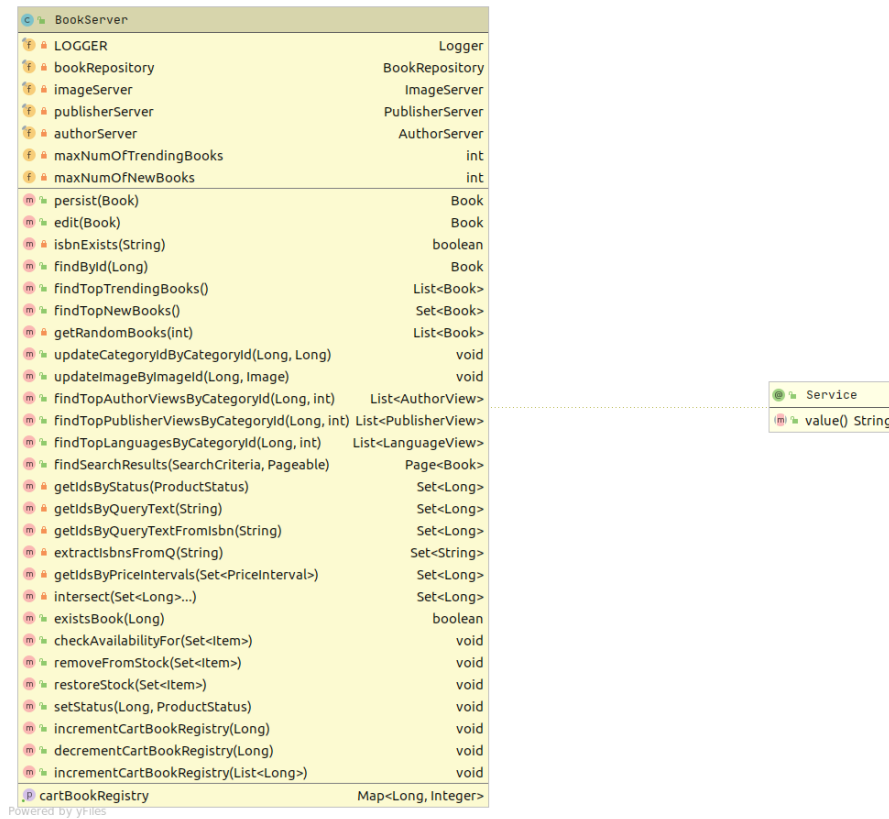 BookServer
LOGGER Logger
bookRepository BookRepository
imageServer ImageServer
publisherServer PublisherServer
authorServer AuthorServer
maxNumOfTrendingBooks int
maxNumOfNewBooks int
persist(Book) Book
edit(Book) Book
isbnExists(String) boolean
findById(Long) Book
findTopTrendingBooks() List<Book>
findTopNewBooks() Set<Book>
getRandomBooks(int) List<Book>
updateCategoryIdByCategoryId(Long, Long) void
updateImageByImageId(Long, Image) void
findTopAuthorViewsByCategoryId(Long, int) List<AuthorView>
findTopPublisherViewsByCategoryId(Long, int) List<PublisherView>
findTopLanguagesByCategoryId(Long, int) List<LanguageView>
findSearchResults(SearchCriteria, Pageable) Page<Book>
getIdsByStatus(ProductStatus) Set<Long>
getIdsByQueryText(String) Set<Long>
getIdsByQueryTextFromIsbn(String) Set<Long>
extractIsbnsFromQ(String) Set<String>
getIdsByPriceIntervals(Set<PriceInterval>) Set<Long>
intersect(Set<Long>...) Set<Long>
existsBook(Long) boolean
checkAvailabilityFor(Set<Item>) void
removeFromStock(Set<Item>) void
restoreStock(Set<Item>) void
setStatus(Long, ProductStatus) void
incrementCartBookRegistry(Long) void
decrementCartBookRegistry(Long) void
incrementCartBookRegistry(List<Long>) void
cartBookRegistry Map<Long, Integer>
Service
value() String
Powered by yFiles